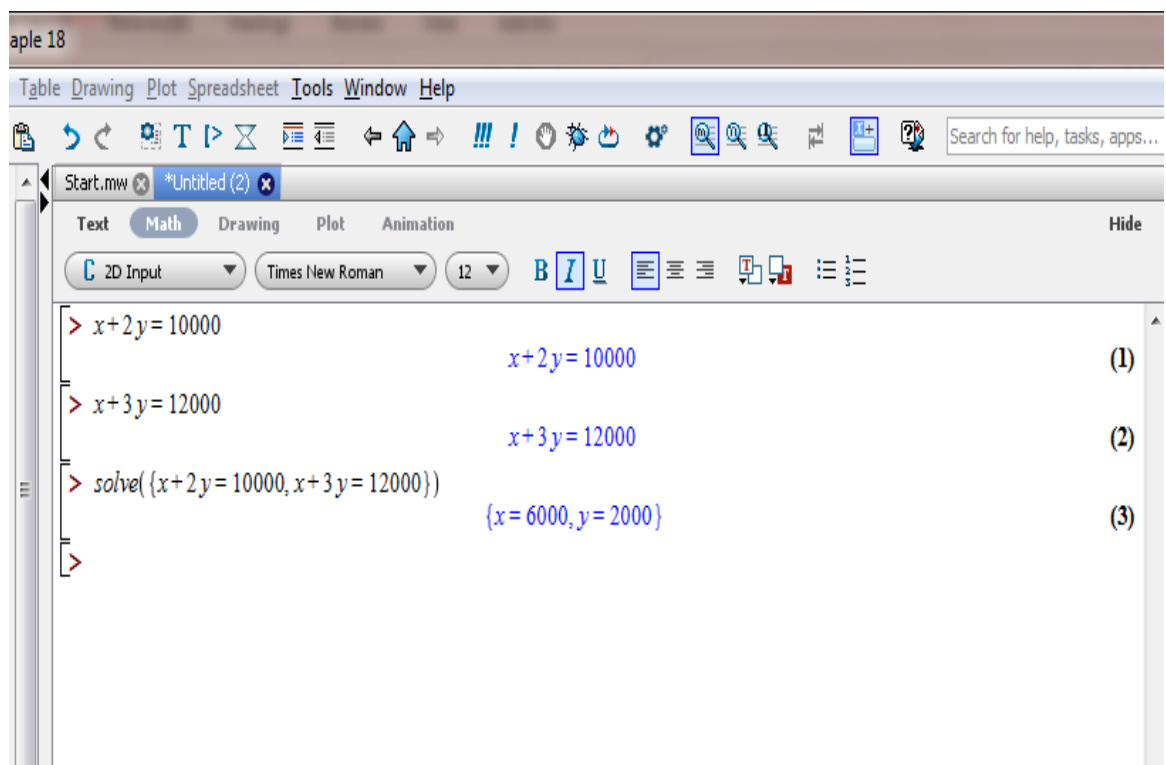 aple 18
Table Drawing Plot Spreadsheet Tools Window Help
Search for help, tasks, apps...
Start.mw *Untitled (2)
Text Math Drawing Plot Animation Hide
C 2D Input Times New Roman 12 B I U
> x+2y=10000
x+2y=10000 (1)
> x+3y=12000
x+3y=12000 (2)
> solve({x+2y=10000,x+3y=12000})
{x=6000,y=2000} (3)
>